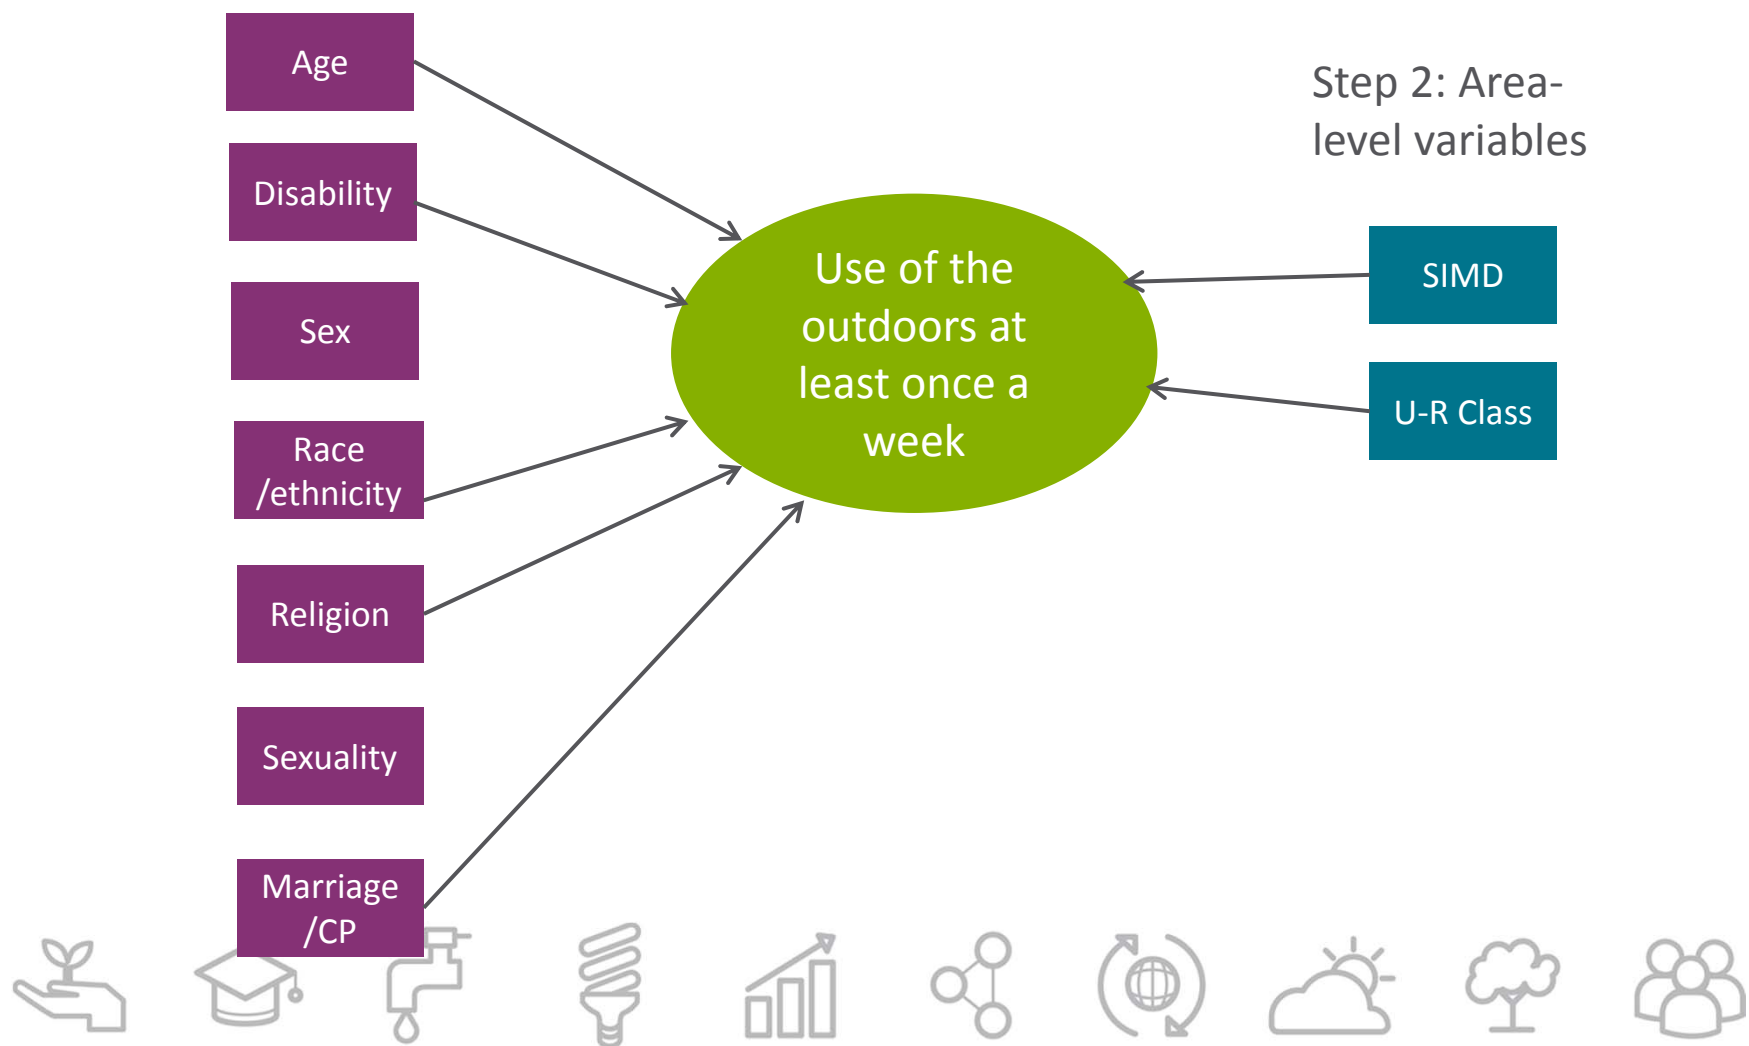 Age
Disability
Sex
Race
/ethnicity
Religion
Sexuality
Marriage
/CP
Use of the
outdoors at
least once a
week
Step 2: Area-
level variables
SIMD
U-R Class